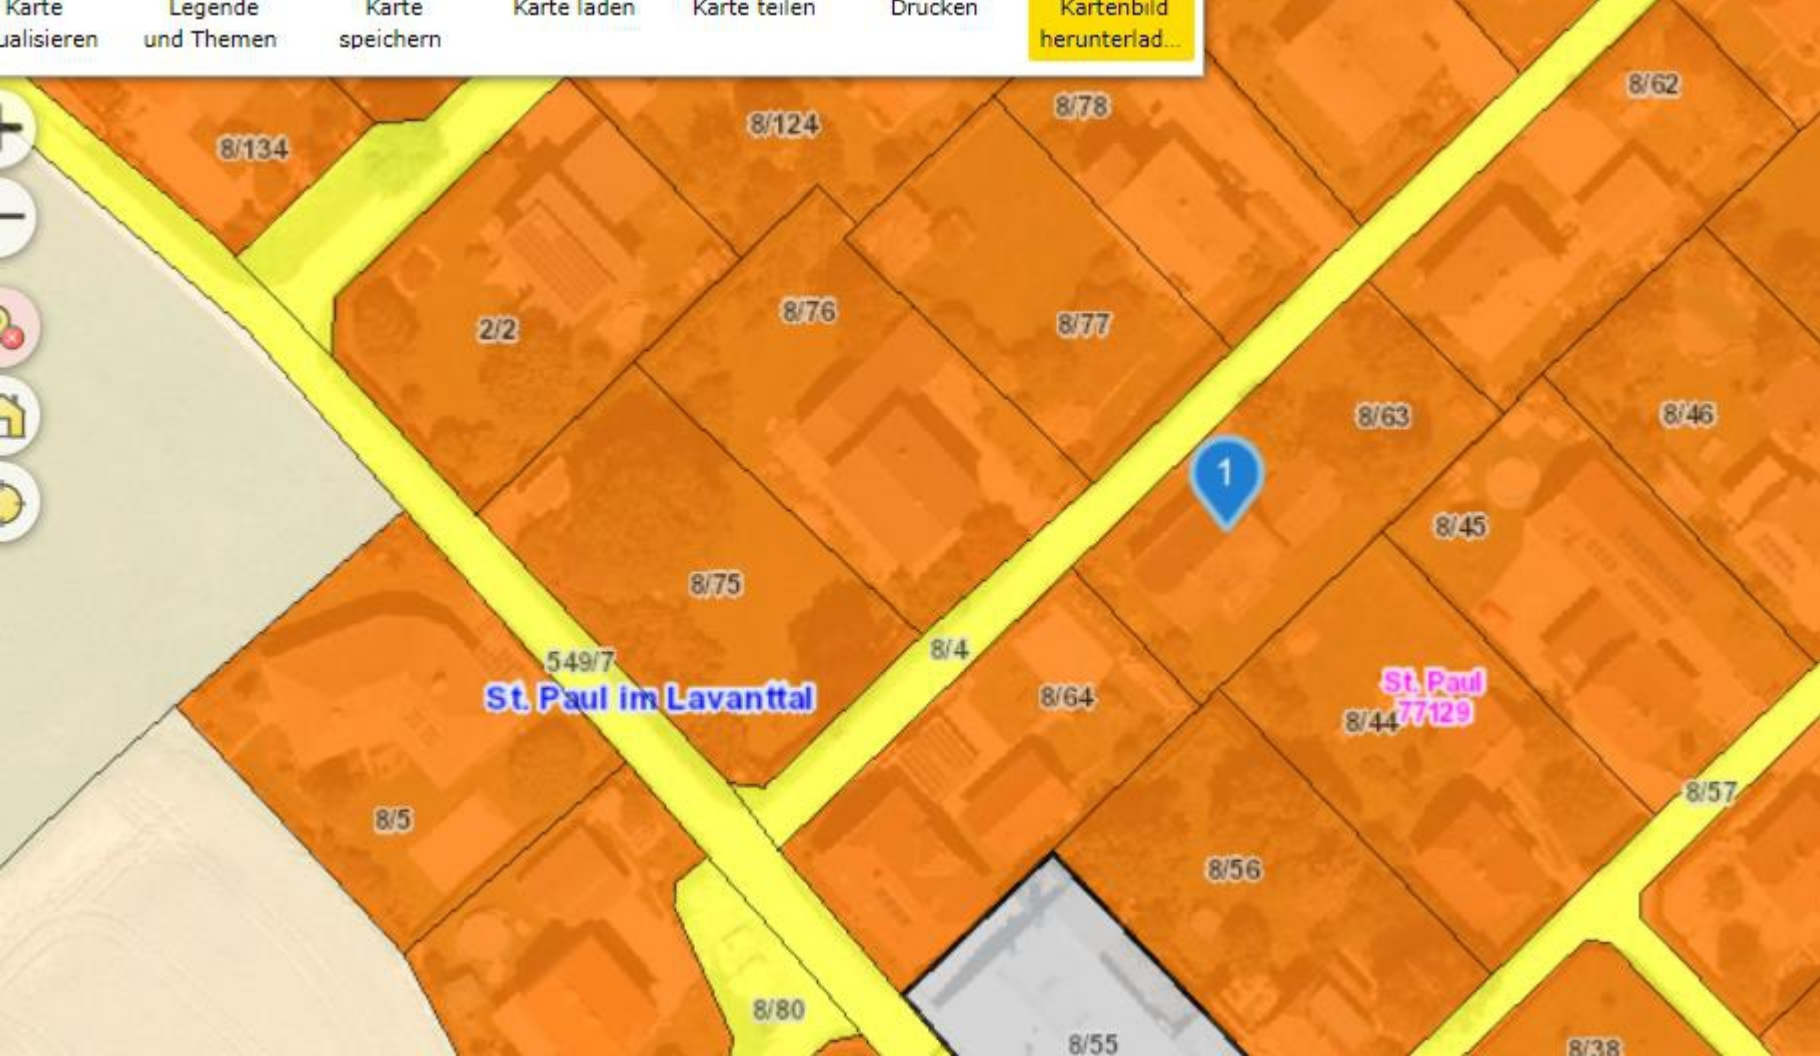 Karte
ualisieren
Legende
und Themen
Karte
speichern
Karte laden
Karte teilen
Drucken
Kartenbild
herunterlad...
8/62
8/78
8/124
8/134
8/76
8/77
2/2
8/63
8/46
1
8/45
8/75
8/4
549/7
St. Paul im Lavanttal
8/64
St. Paul
77129
8/44
8/57
8/5
8/56
8/80
8/55
8/38